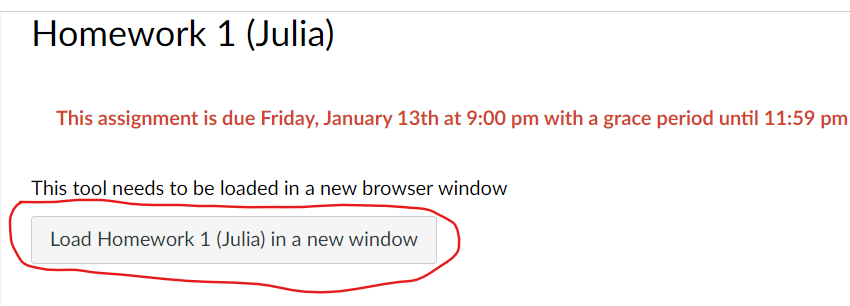 Homework 1 (Julia)
This assignment is due Friday, January 13th at 9:00 pm with a grace period until 11:59 pm
This tool needs to be loaded in a new browser window
Load Homework 1 (Julia) in a new window